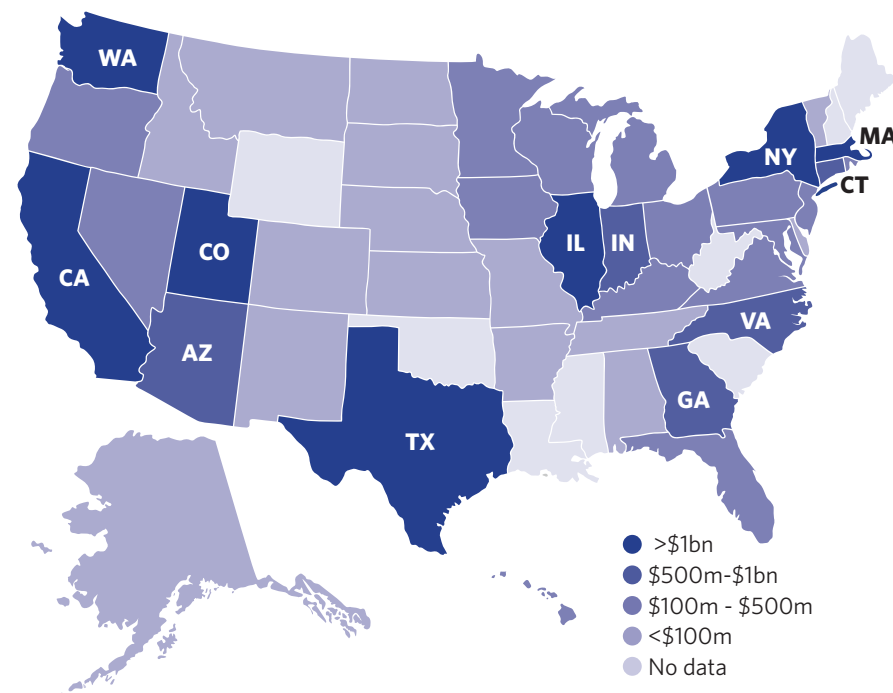 WA
MA
NY
CT
CO
IL
IN
CA
VA
AZ
GA
TX
>$1bn
$500m-$1bn
$100m - $500m
<$100m
No data